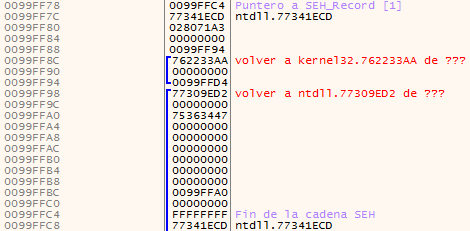 0099FF78 0099FFC4 Puntero a SEH_Record [1]
0099FF7C 77341ECD ntdll.77341ECD
0099FF80 028071A3
0099FF84 00000000
0099FF88 0099FF94
0099FF8C 762233AA volver a kernel32.762233AA de ???
0099FF90 00000000
0099FF94 0099FFD4
0099FF98 77309ED2 volver a ntdll.77309ED2 de ???
0099FF9C 00000000
0099FFA0 75363447
0099FFA4 00000000
0099FFA8 00000000
0099FFAC 00000000
0099FFB0 00000000
0099FFB4 00000000
0099FFB8 00000000
0099FFBC 0099FFA0
0099FFC0 00000000
0099FFC4 FFFFFFFF Fin de la cadena SEH
0099FFC8 77341ECD ntdll.77341ECD